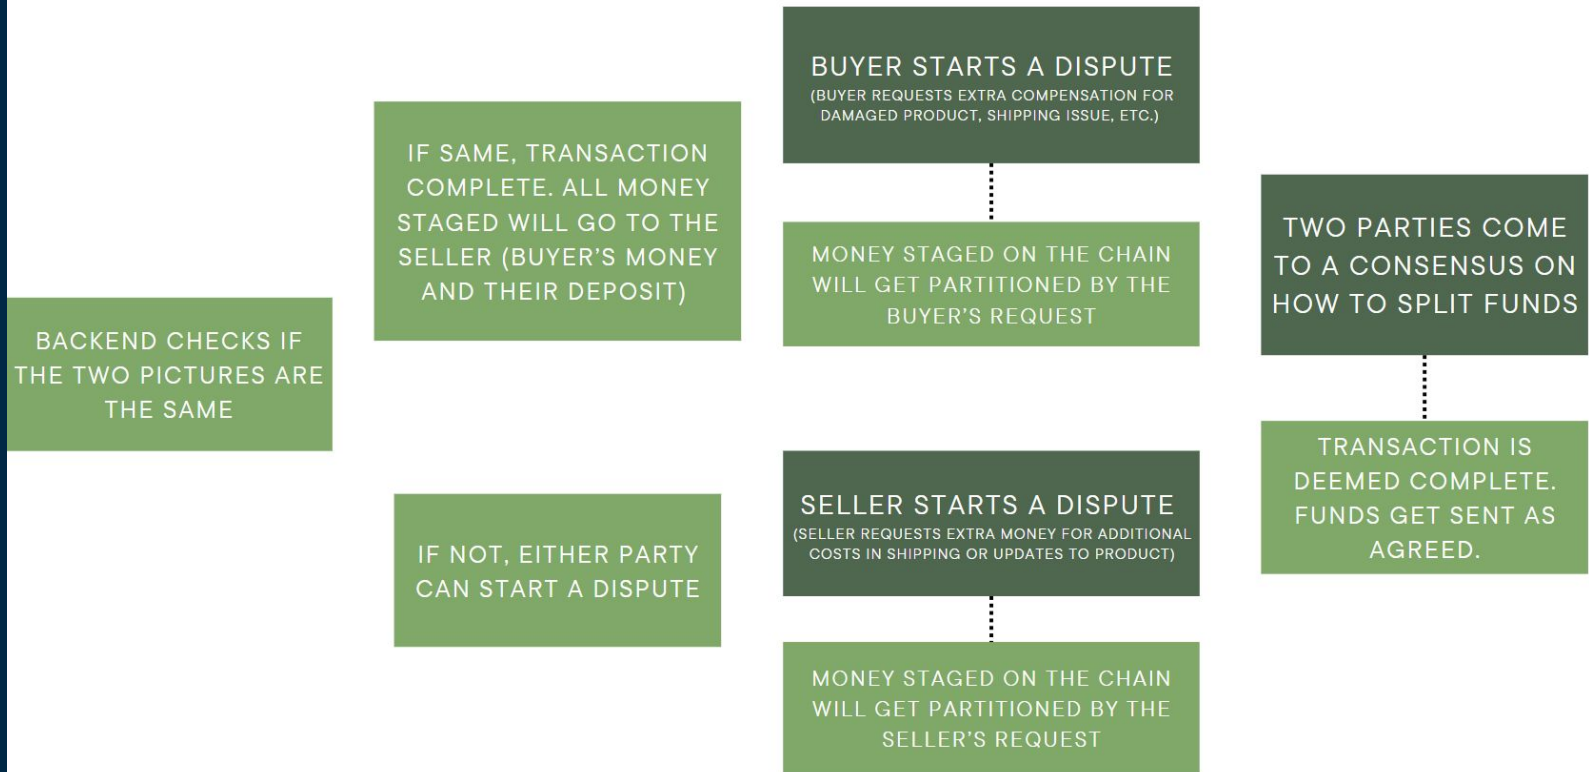 BACKEND CHECKS IF
THE TWO PICTURES ARE
THE SAME
IF SAME, TRANSACTION
COMPLETE. ALL MONEY
STAGED WILL GO TO THE
SELLER (BUYER'S MONEY
AND THEIR DEPOSIT)
IF NOT, EITHER PARTY
CAN START A DISPUTE
BUYER STARTS A DISPUTE
(BUYER REQUESTS EXTRA COMPENSATION FOR
DAMAGED PRODUCT, SHIPPING ISSUE, ETC.)
MONEY STAGED ON THE CHAIN
WILL GET PARTITIONED BY THE
BUYER'S REQUEST
SELLER STARTS A DISPUTE
(SELLER REQUESTS EXTRA MONEY FOR ADDITIONAL
COSTS IN SHIPPING OR UPDATES TO PRODUCT)
MONEY STAGED ON THE CHAIN
WILL GET PARTITIONED BY THE
SELLER'S REQUEST
TWO PARTIES COME
TO A CONSENSUS ON
HOW TO SPLIT FUNDS
TRANSACTION IS
DEEMED COMPLETE.
FUNDS GET SENT AS
AGREED.